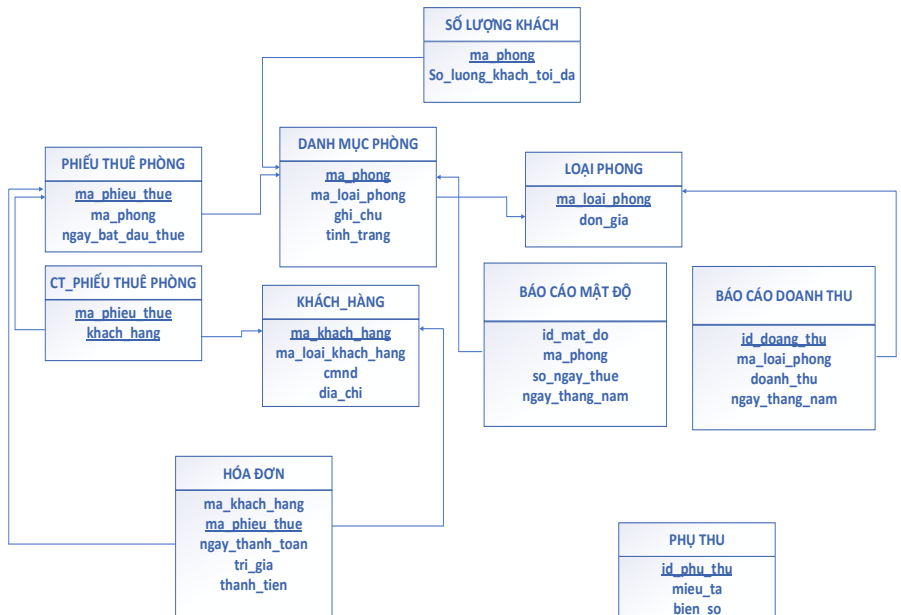 SỐ LƯỢNG KHÁCH
ma_phong
So_luong_khach_toi_da
DANH MỤC PHÒNG
ma_phong
ma_loai_phong
ghi_chu
tinh_trang
PHIẾU THUÊ PHÒNG
ma_phieu_thue
ma_phong
ngay_bat_dau_thue
LOẠI PHONG
ma_loai_phong
don_gia
CT_PHIẾU THUÊ PHÒNG
ma_phieu_thue
khach_hang
KHÁCH_HÀNG
ma_khach_hang
ma_loai_khach_hang
cmnd
dia_chi
BÁO CÁO MẬT ĐỘ
id_mat_do
ma_phong
so_ngay_thue
ngay_thang_nam
BÁO CÁO DOANH THU
id_doang_thu
ma_loai_phong
doanh_thu
ngay_thang_nam
HÓA ĐƠN
ma_khach_hang
ma_phieu_thue
ngay_thanh_toan
tri_gia
thanh_tien
PHỤ THU
id_phu_thu
mieu_ta
bien_so